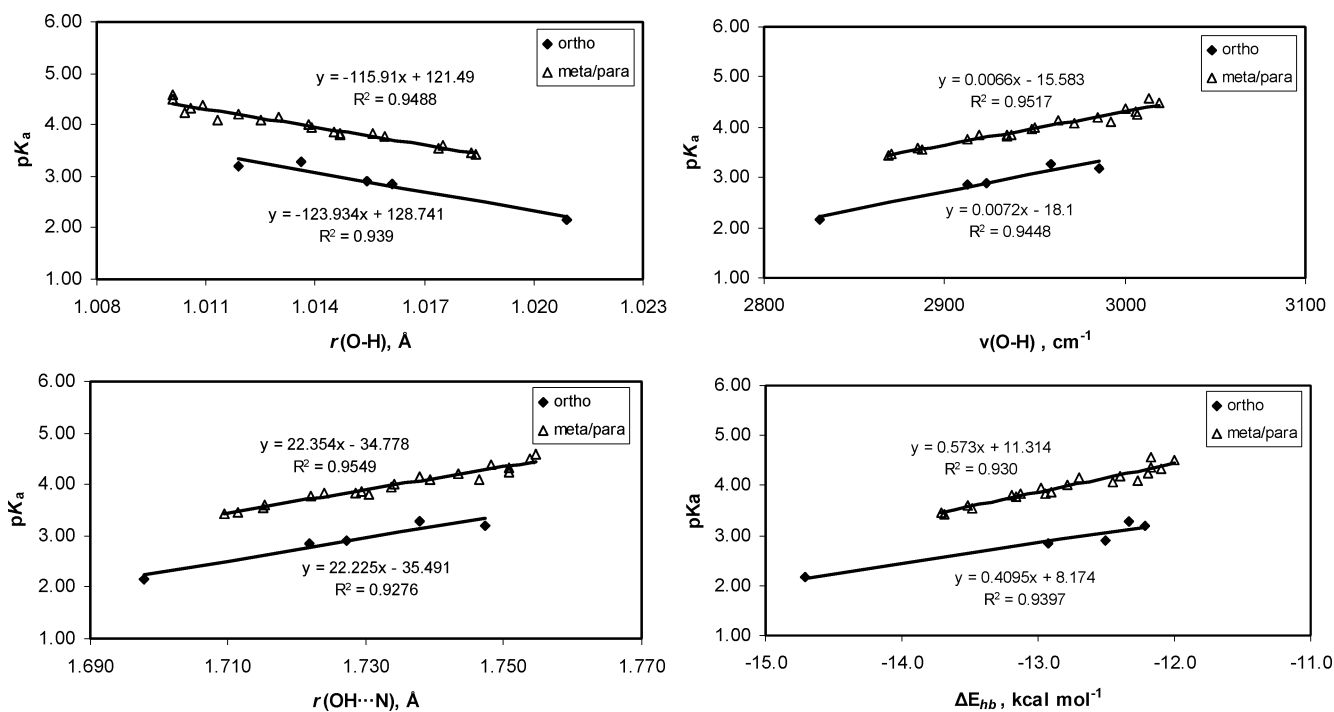 6.00
5.00
4.00
3.00
2.00
1.00
pKa
ortho
meta/para
y = -115.91x + 121.49
R² = 0.9488
y = -123.934x + 128.741
R² = 0.939
1.008 1.011 1.014 1.017 1.020 1.023
r(O-H), Å
6.00
5.00
4.00
3.00
2.00
1.00
pKa
ortho
meta/para
y = 0.0066x - 15.583
R² = 0.9517
y = 0.0072x - 18.1
R² = 0.9448
2800 2900 3000 3100
v(O-H) , cm⁻¹
6.00
5.00
4.00
3.00
2.00
1.00
pKa
ortho
meta/para
y = 22.354x - 34.778
R² = 0.9549
y = 22.225x - 35.491
R² = 0.9276
1.690 1.710 1.730 1.750 1.770
r(OH···N), Å
6.00
5.00
4.00
3.00
2.00
1.00
pKa
ortho
meta/para
y = 0.573x + 11.314
R² = 0.930
y = 0.4095x + 8.174
R² = 0.9397
-15.0 -14.0 -13.0 -12.0 -11.0
ΔEhb , kcal mol⁻¹